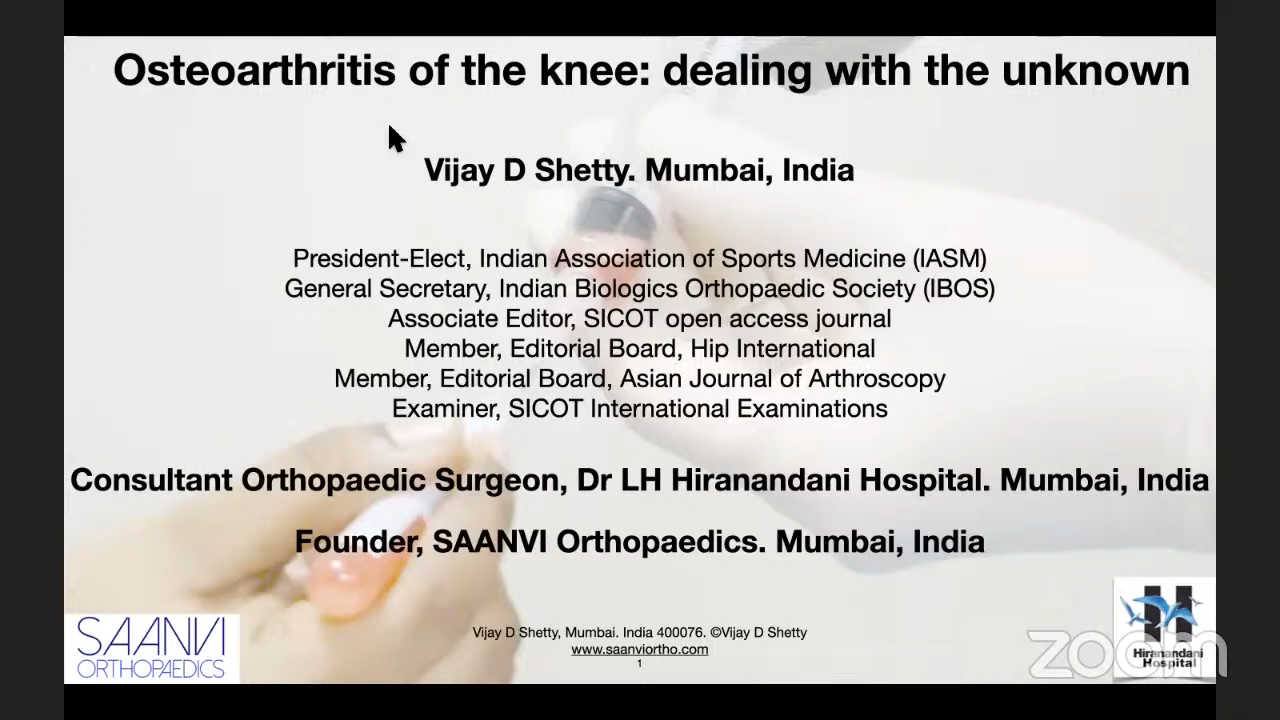 Osteoarthritis of the knee: dealing with the unknown
Vijay D Shetty. Mumbai, India
President-Elect, Indian Association of Sports Medicine (IASM)
General Secretary, Indian Biologics Orthopaedic Society (IBOS)
Associate Editor, SICOT open access journal
Member, Editorial Board, Hip International
Member, Editorial Board, Asian Journal of Arthroscopy
Examiner, SICOT International Examinations
Consultant Orthopaedic Surgeon, Dr LH Hiranandani Hospital. Mumbai, India
Founder, SAANVI Orthopaedics. Mumbai, India
SAANVI
ORTHOPAEDICS
Vijay D Shetty, Mumbai. India 400076. ©Vijay D Shetty
www.saanviortho.com
1
H
zoom
Hiranandani
Hospital